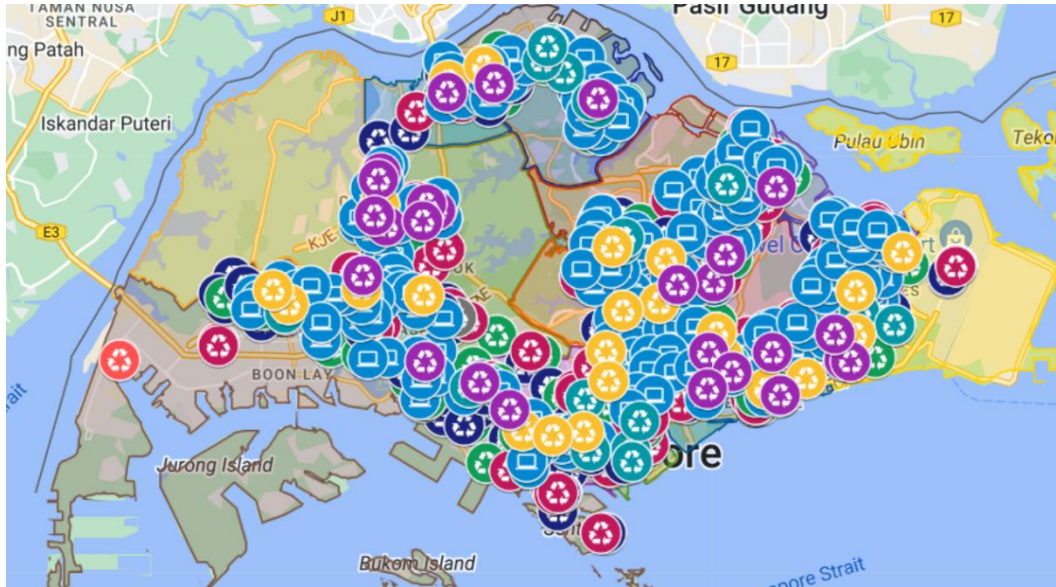 TAMAN NUSA
SENTRAL
J1
Pasir Gudang
17
17
ng Patah
Iskandar Puteri
Pulau Ubin
Teko
E3
KJE
OK
BOON LAY
ore
Jurong Island
Bukom Island
rait
pore Strait